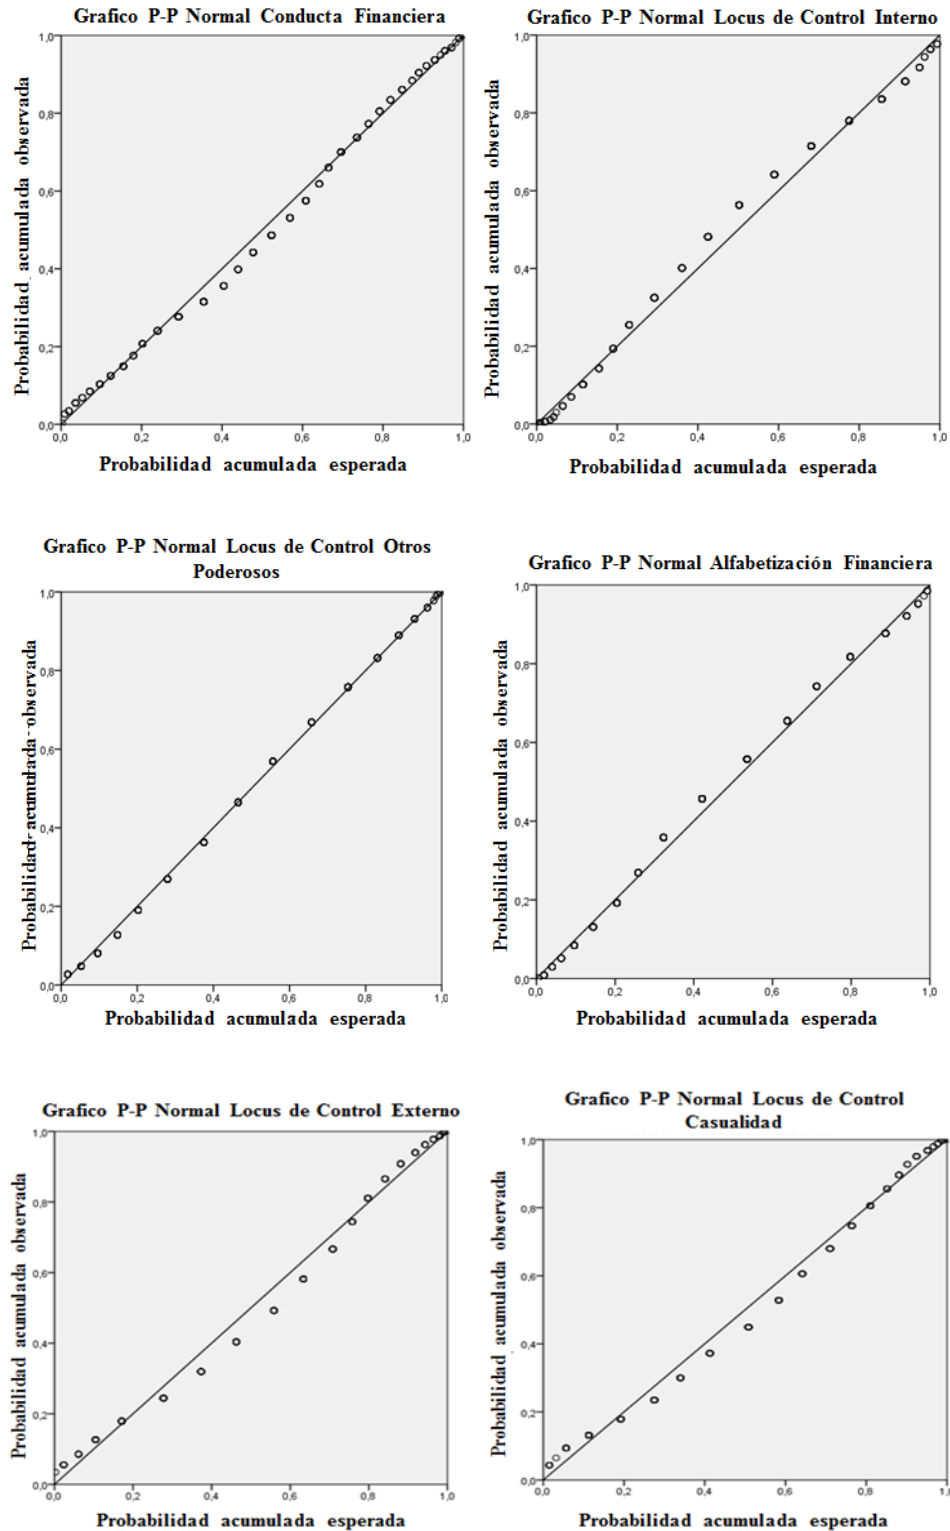 Grafico P-P Normal Conducta Financiera
1,0
0,8
0,6
0,4
0,2
0,0
0,0 0,2 0,4 0,6 0,8 1,0
Probabilidad acumulada observada
Probabilidad acumulada esperada
Grafico P-P Normal Locus de Control Interno
1,0
0,8
0,6
0,4
0,2
0,0
0,0 0,2 0,4 0,6 0,8 1,0
Probabilidad acumulada observada
Probabilidad acumulada esperada
Grafico P-P Normal Locus de Control Otros
Poderosos
1,0
0,8
0,6
0,4
0,2
0,0
0,0 0,2 0,4 0,6 0,8 1,0
Probabilidad acumulada observada
Probabilidad acumulada esperada
Grafico P-P Normal Alfabetización Financiera
1,0
0,8
0,6
0,4
0,2
0,0
0,0 0,2 0,4 0,6 0,8 1,0
Probabilidad acumulada observada
Probabilidad acumulada esperada
Grafico P-P Normal Locus de Control Externo
1,0
0,8
0,6
0,4
0,2
0,0
0,0 0,2 0,4 0,6 0,8 1,0
Probabilidad acumulada observada
Probabilidad acumulada esperada
Grafico P-P Normal Locus de Control
Casualidad
1,0
0,8
0,6
0,4
0,2
0,0
0,0 0,2 0,4 0,6 0,8 1,0
Probabilidad acumulada observada
Probabilidad acumulada esperada